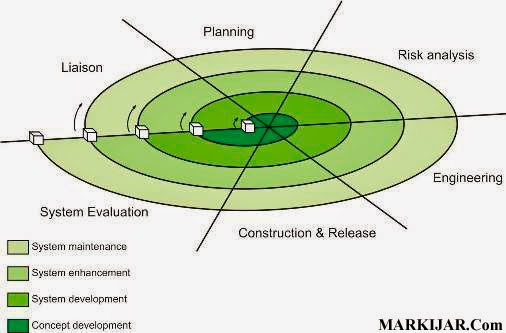 Planning
Risk analysis
Liaison
Engineering
System Evaluation
Construction & Release
System maintenance
System enhancement
System development
Concept development
MARKIJAR.Com